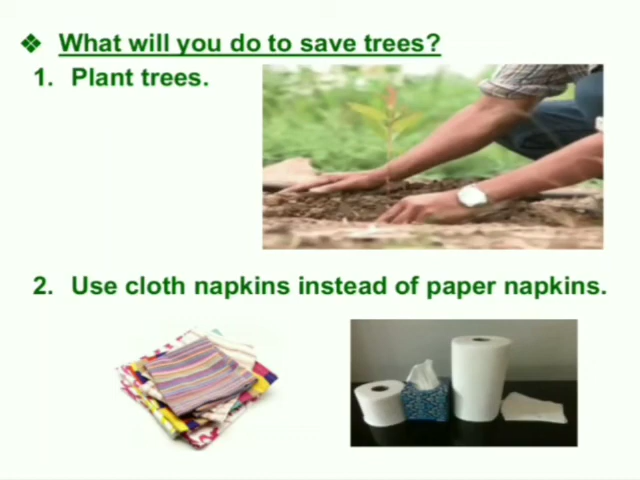 ❖ What will you do to save trees?
1. Plant trees.
2. Use cloth napkins instead of paper napkins.